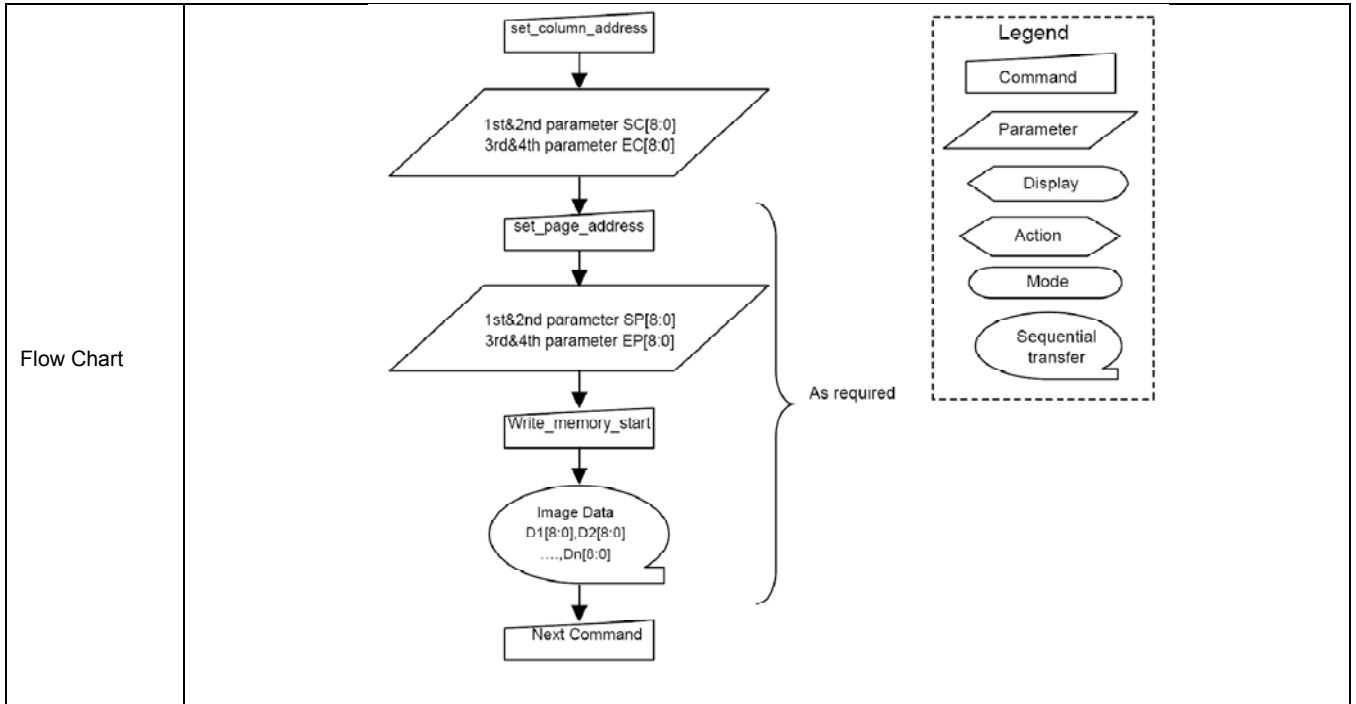 Flow Chart
set_column_address
1st&2nd parameter SC[8:0]
3rd&4th parameter EC[8:0]
set_page_address
1st&2nd parameter SP[8:0]
3rd&4th parameter EP[8:0]
Write_memory_start
Image Data
D1[8:0],D2[8:0]
....,Dn[8:0]
Next Command
As required
Legend
Command
Parameter
Display
Action
Mode
Sequential
transfer